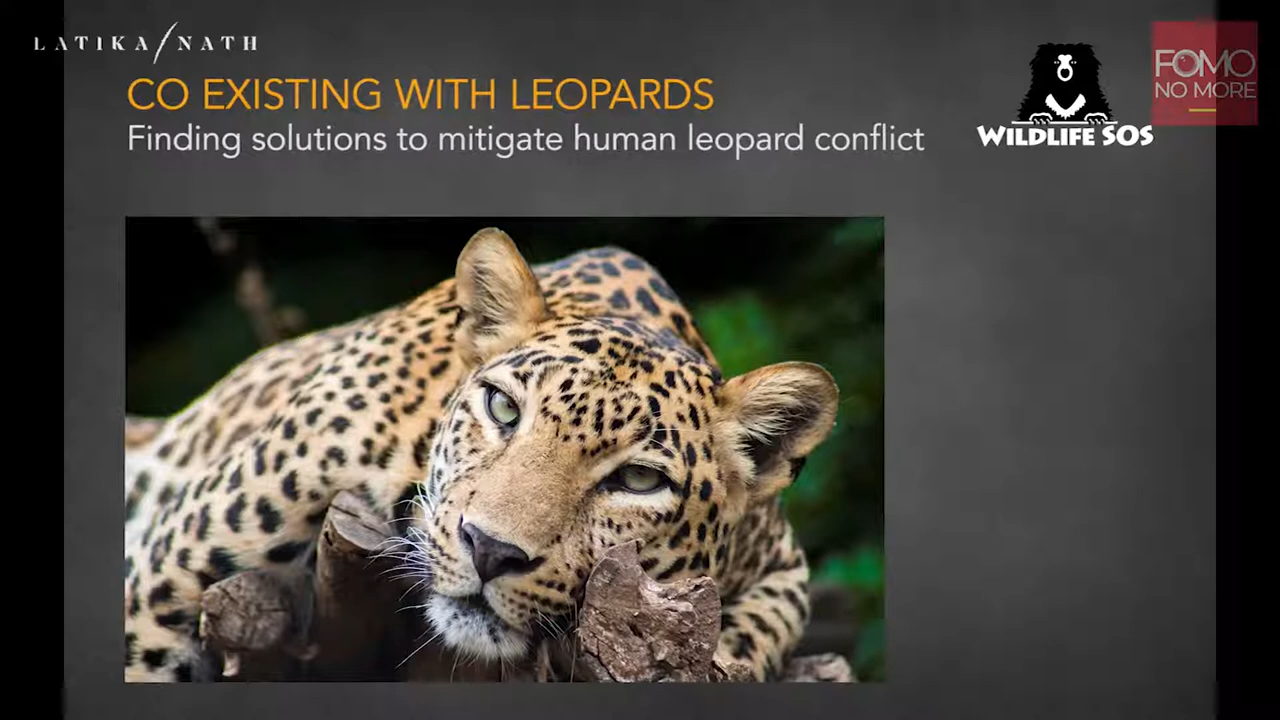 LATIKA/NATH
CO EXISTING WITH LEOPARDS
Finding solutions to mitigate human leopard conflict
WILDLIFE SOS
FOMO
NO MORE